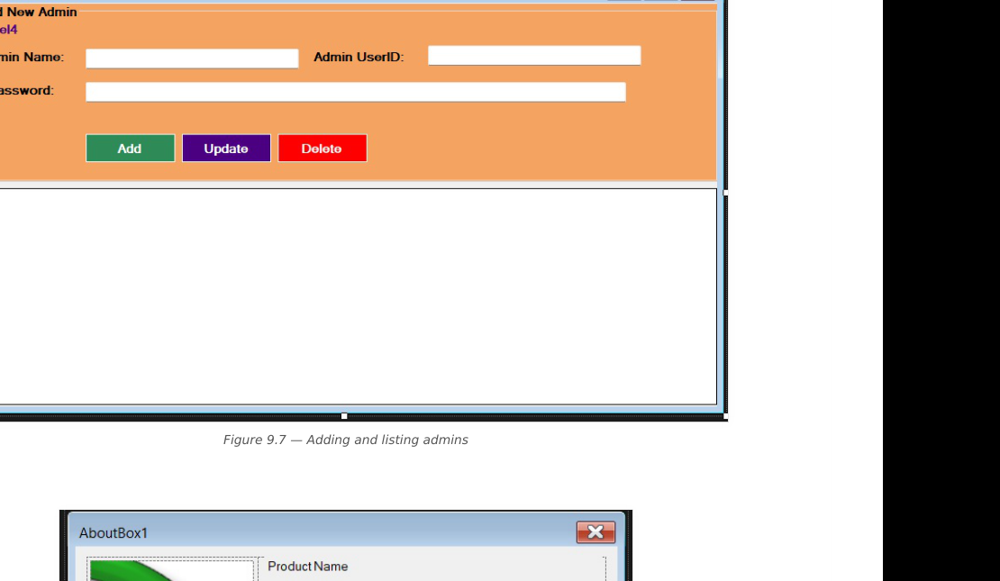 New Admin
el4
min Name:
Admin UserID:
assword:
Add Update Delete
Figure 9.7 — Adding and listing admins
AboutBox1
Product Name